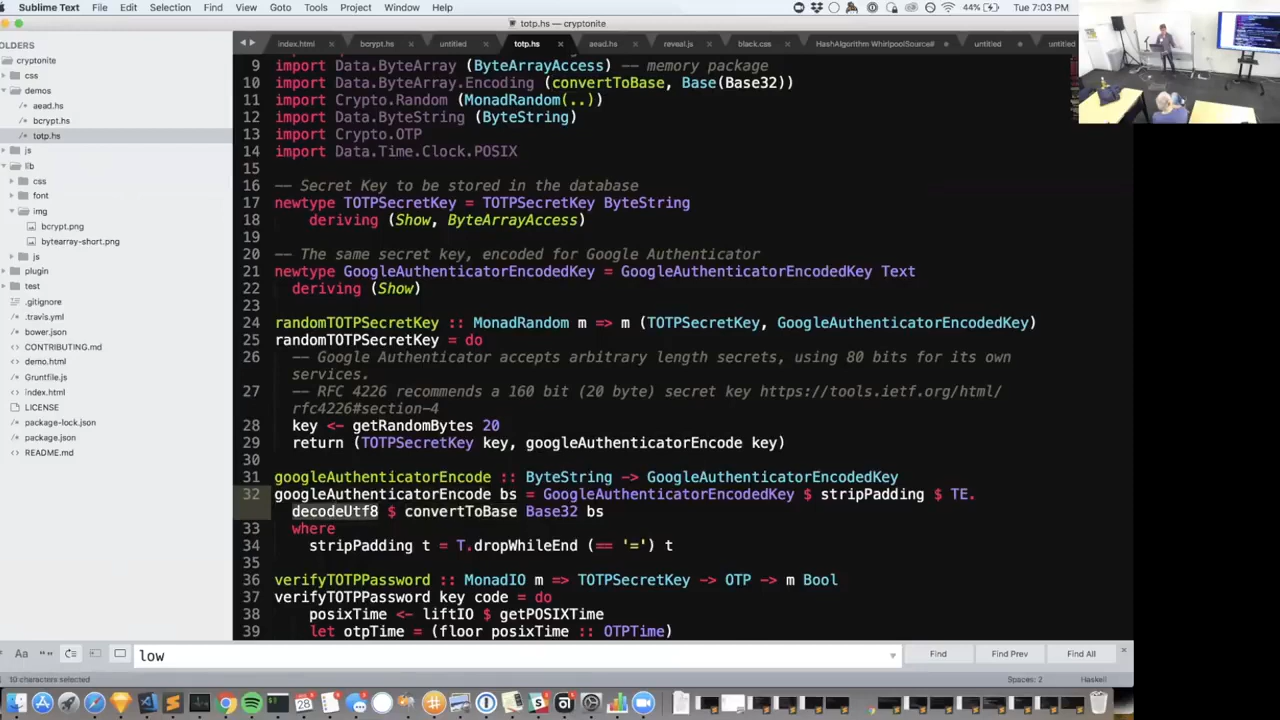 Sublime Text File Edit Selection Find View Goto Tools Project Window Help 44% Tue 7:03 PM
totp.hs — cryptonite
OLDERS
cryptonite
css
demos
aead.hs
bcrypt.hs
totp.hs
js
lib
css
font
img
bcrypt.png
bytearray-short.png
js
plugin
test
.gitignore
.travis.yml
bower.json
CONTRIBUTING.md
demo.html
Gruntfile.js
index.html
LICENSE
package-lock.json
package.json
README.md
index.html bcrypt.hs untitled totp.hs aead.hs reveal.js black.css HashAlgorithm WhirlpoolSource# untitled untitled
9 import Data.ByteArray (ByteArrayAccess) -- memory package
10 import Data.ByteArray.Encoding (convertToBase, Base(Base32))
11 import Crypto.Random (MonadRandom(..))
12 import Data.ByteString (ByteString)
13 import Crypto.OTP
14 import Data.Time.Clock.POSIX
15
16 -- Secret Key to be stored in the database
17 newtype TOTPSecretKey = TOTPSecretKey ByteString
18 deriving (Show, ByteArrayAccess)
19
20 -- The same secret key, encoded for Google Authenticator
21 newtype GoogleAuthenticatorEncodedKey = GoogleAuthenticatorEncodedKey Text
22 deriving (Show)
23
24 randomTOTPSecretKey :: MonadRandom m => m (TOTPSecretKey, GoogleAuthenticatorEncodedKey)
25 randomTOTPSecretKey = do
26 -- Google Authenticator accepts arbitrary length secrets, using 80 bits for its own
services.
27 -- RFC 4226 recommends a 160 bit (20 byte) secret key https://tools.ietf.org/html/
rfc4226#section-4
28 key <- getRandomBytes 20
29 return (TOTPSecretKey key, googleAuthenticatorEncode key)
30
31 googleAuthenticatorEncode :: ByteString -> GoogleAuthenticatorEncodedKey
32 googleAuthenticatorEncode bs = GoogleAuthenticatorEncodedKey $ stripPadding $ TE.
decodeUtf8 $ convertToBase Base32 bs
33 where
34 stripPadding t = T.dropWhileEnd (== '=') t
35
36 verifyTOTPPassword :: MonadIO m => TOTPSecretKey -> OTP -> m Bool
37 verifyTOTPPassword key code = do
38 posixTime <- liftIO $ getPOSIXTime
39 let otpTime = (floor posixTime :: OTPTime)
Aa low Find Find Prev Find All
10 characters selected Spaces: 2 Haskell
28